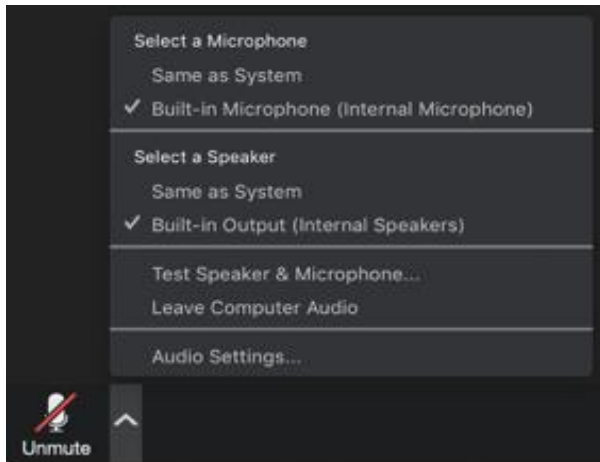 Select a Microphone
Same as System
✓ Built-in Microphone (Internal Microphone)
Select a Speaker
Same as System
✓ Built-in Output (Internal Speakers)
Test Speaker & Microphone...
Leave Computer Audio
Audio Settings...
Unmute